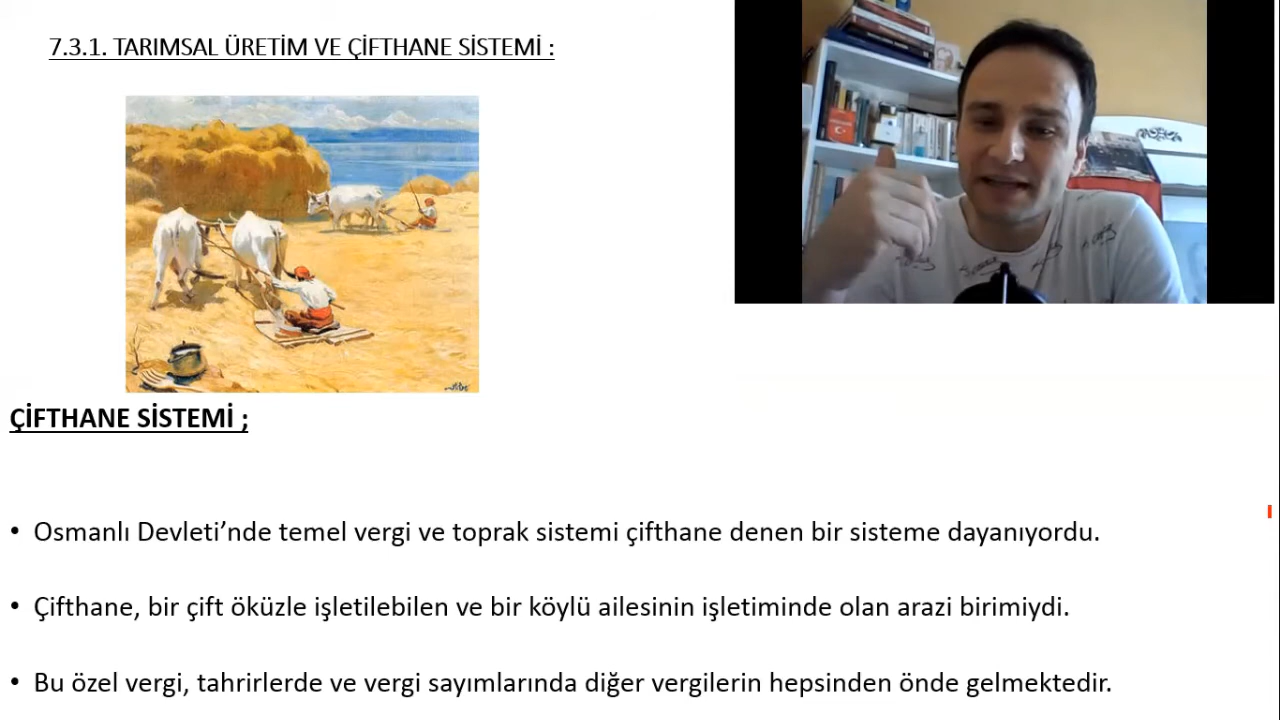 7.3.1. TARIMSAL ÜRETİM VE ÇİFTHANE SİSTEMİ :
ÇİFTHANE SİSTEMİ ;
• Osmanlı Devleti’nde temel vergi ve toprak sistemi çifthane denen bir sisteme dayanıyordu.
• Çifthane, bir çift öküzle işletilebilen ve bir köylü ailesinin işletiminde olan arazi birimiydi.
• Bu özel vergi, tahrirlerde ve vergi sayımlarında diğer vergilerin hepsinden önde gelmektedir.